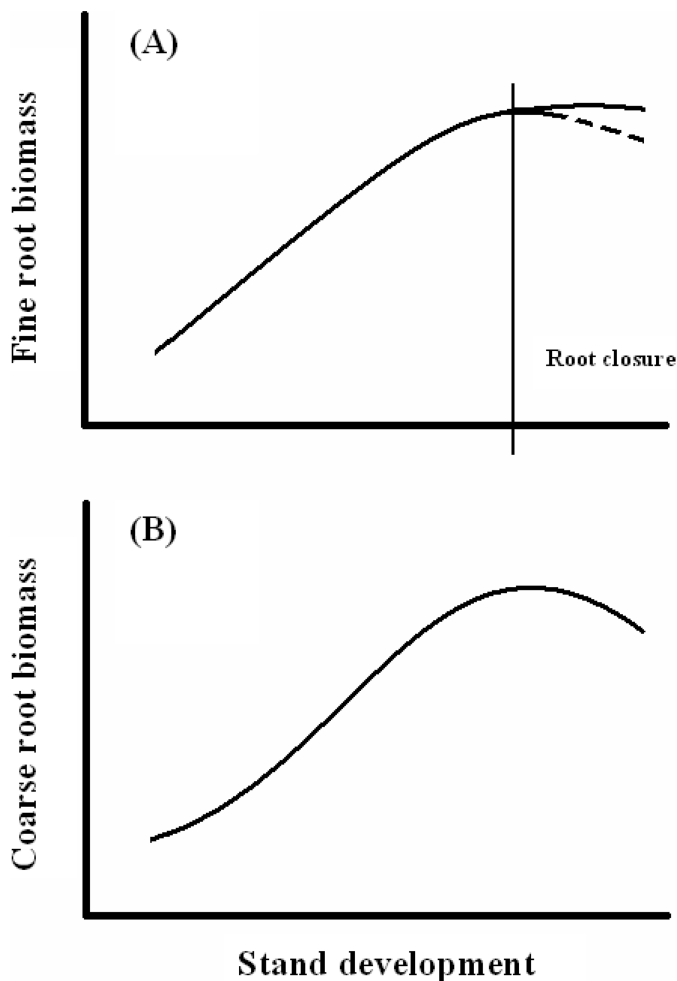 (A)
Fine root biomass
Root closure
(B)
Coarse root biomass
Stand development